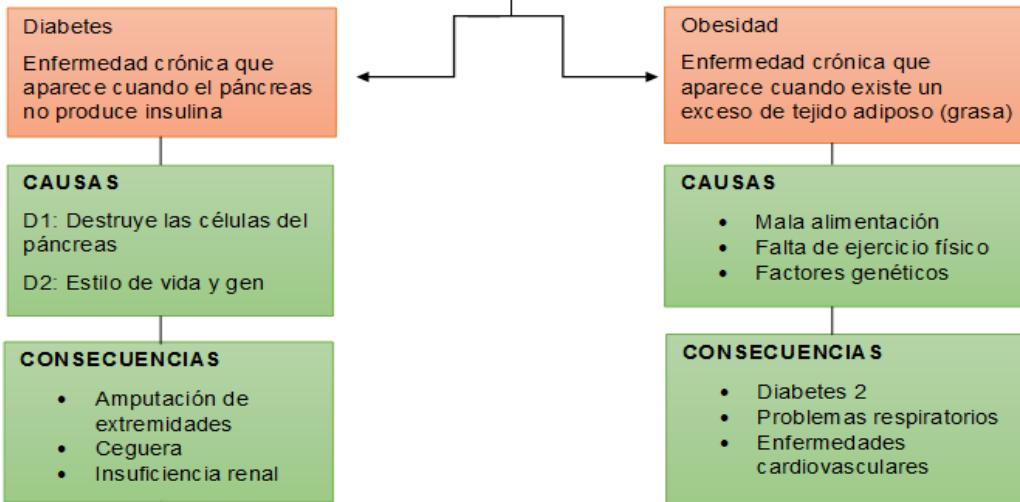 Diabetes
Enfermedad crónica que
aparece cuando el páncreas
no produce insulina
CAUSAS
D1: Destruye las células del
páncreas
D2: Estilo de vida y gen
CONSECUENCIAS
• Amputación de
extremidades
• Ceguera
• Insuficiencia renal
Obesidad
Enfermedad crónica que
aparece cuando existe un
exceso de tejido adiposo (grasa)
CAUSAS
• Mala alimentación
• Falta de ejercicio físico
• Factores genéticos
CONSECUENCIAS
• Diabetes 2
• Problemas respiratorios
• Enfermedades
cardiovasculares